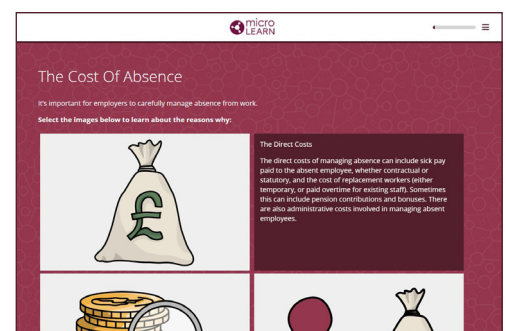 micro
LEARN
The Cost Of Absence
It's important for employers to carefully manage absence from work.
Select the images below to learn about the reasons why:
£
The Direct Costs
The direct costs of managing absence can include sick pay
paid to the absent employee, whether contractual or
statutory, and the cost of replacement workers (either
temporary, or paid overtime for existing staff). Sometimes
this can include pension contributions and bonuses. There
are also administrative costs involved in managing absent
employees.